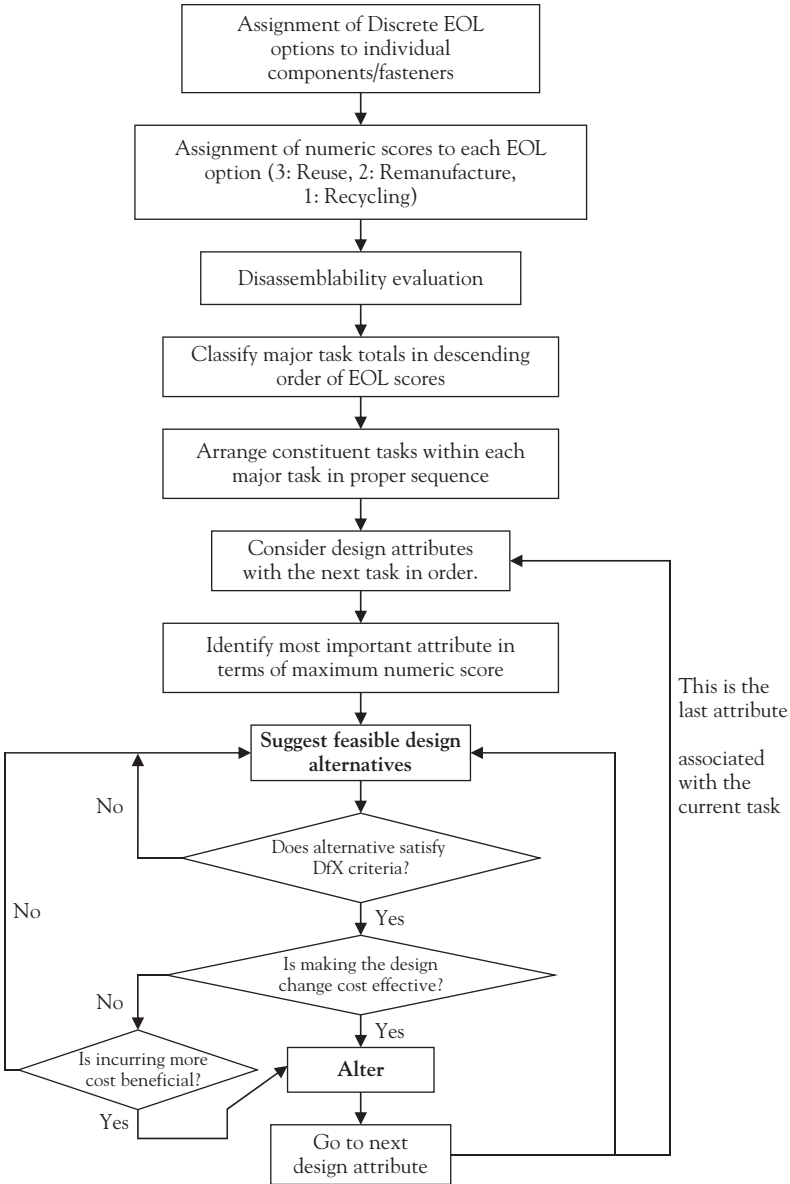 Assignment of Discrete EOL
options to individual
components/fasteners
Assignment of numeric scores to each EOL
option (3: Reuse, 2: Remanufacture,
1: Recycling)
Disassemblability evaluation
Classify major task totals in descending
order of EOL scores
Arrange constituent tasks within each
major task in proper sequence
Consider design attributes
with the next task in order.
Identify most important attribute in
terms of maximum numeric score
This is the
last attribute
associated
with the
current task
Suggest feasible design
alternatives
No
Does alternative satisfy
DfX criteria?
No
Yes
Is making the design
change cost effective?
No
Yes
Is incurring more
cost beneficial?
Yes
Alter
Go to next
design attribute